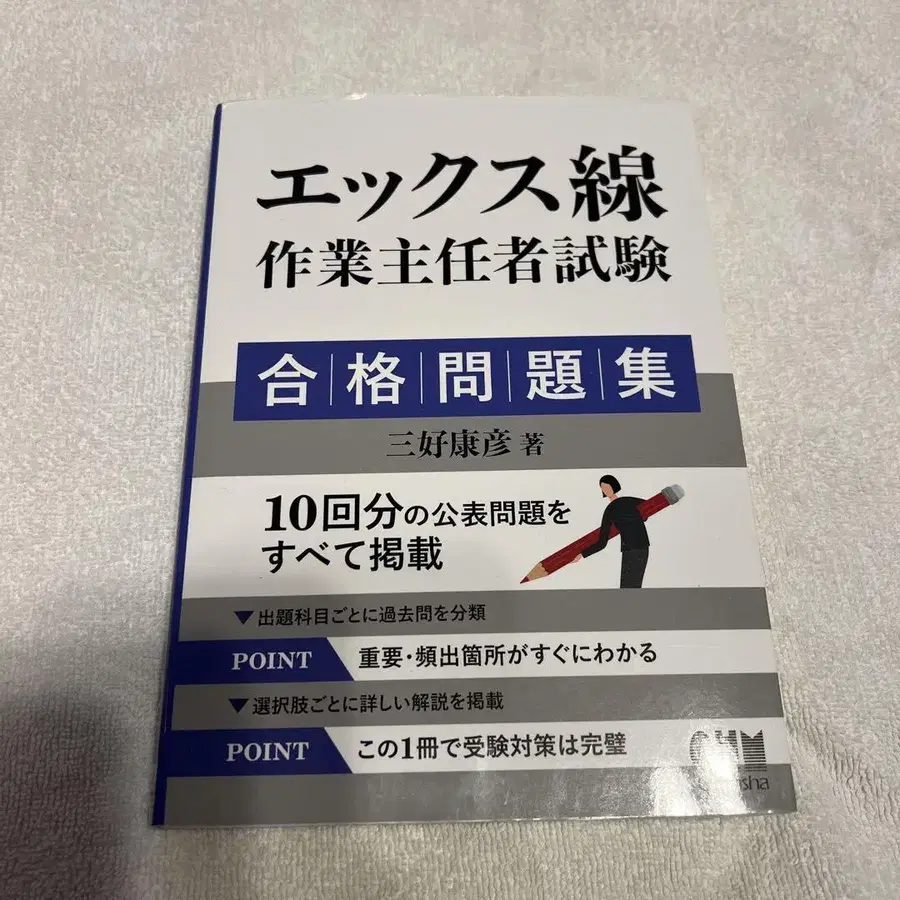 エックス線
作業主任者試験
合格問題集
三好康彦 著
10回分の公表問題を
すべて掲載
▼出題科目ごとに過去問を分類
POINT 重要・頻出箇所がすぐにわかる
▼選択肢ごとに詳しい解説を掲載
POINT この1冊で受験対策は完璧
OHM